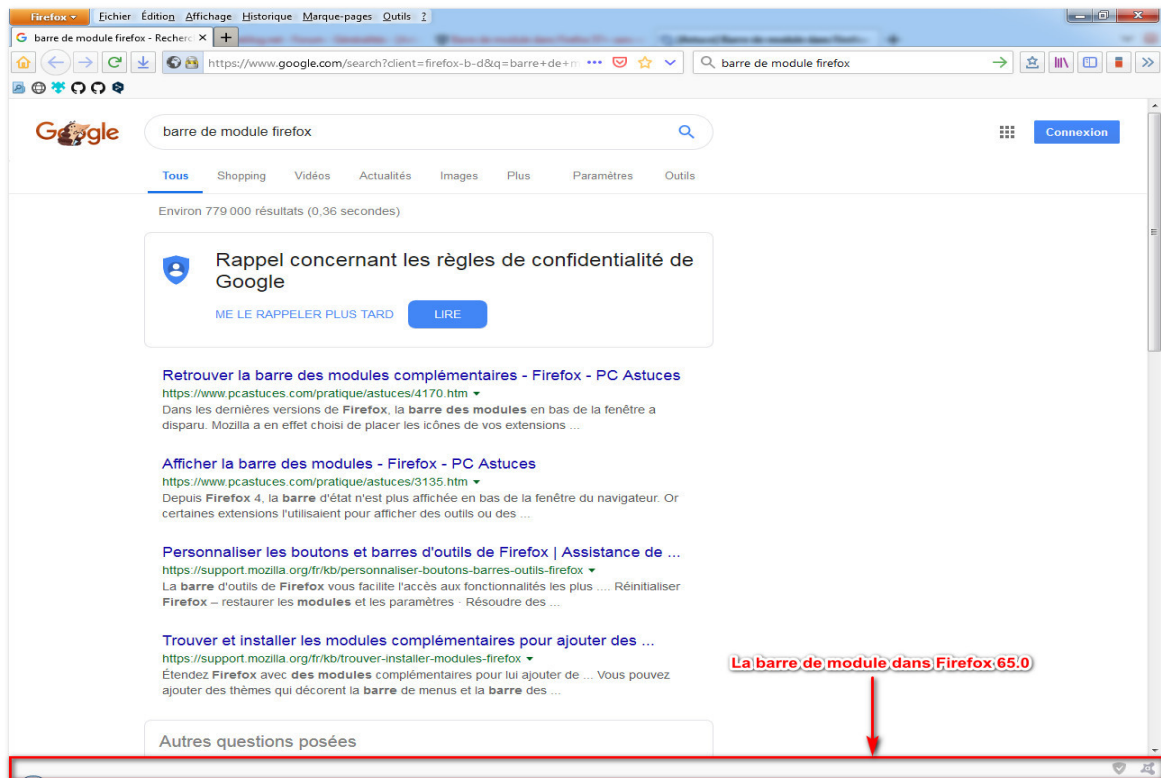 Firefox
Fichier Édition Affichage Historique Marque-pages Outils ?
barre de module firefox - Recherc
https://www.google.com/search?client=firefox-b-d&q=barre+de+m
barre de module firefox
Google
barre de module firefox
Connexion
Tous Shopping Vidéos Actualités Images Plus Paramètres Outils
Environ 779 000 résultats (0,36 secondes)
Rappel concernant les règles de confidentialité de
Google
ME LE RAPPELER PLUS TARD LIRE
Retrouver la barre des modules complémentaires - Firefox - PC Astuces
https://www.pcastuces.com/pratique/astuces/4170.htm
Dans les dernières versions de Firefox, la barre des modules en bas de la fenêtre a
disparu. Mozilla a en effet choisi de placer les icônes de vos extensions ...
Afficher la barre des modules - Firefox - PC Astuces
https://www.pcastuces.com/pratique/astuces/3135.htm
Depuis Firefox 4, la barre d'état n'est plus affichée en bas de la fenêtre du navigateur. Or
certaines extensions l'utilisaient pour afficher des outils ou des ...
Personnaliser les boutons et barres d'outils de Firefox | Assistance de ...
https://support.mozilla.org/fr/kb/personnaliser-boutons-barres-outils-firefox
La barre d'outils de Firefox vous facilite l'accès aux fonctionnalités les plus .... Réinitialiser
Firefox – restaurer les modules et les paramètres · Résoudre des ...
Trouver et installer les modules complémentaires pour ajouter des ...
https://support.mozilla.org/fr/kb/trouver-installer-modules-firefox
Étendez Firefox avec des modules complémentaires pour lui ajouter de ... Vous pouvez
ajouter des thèmes qui décorent la barre de menus et la barre des ...
La barre de module dans Firefox 65.0
Autres questions posées